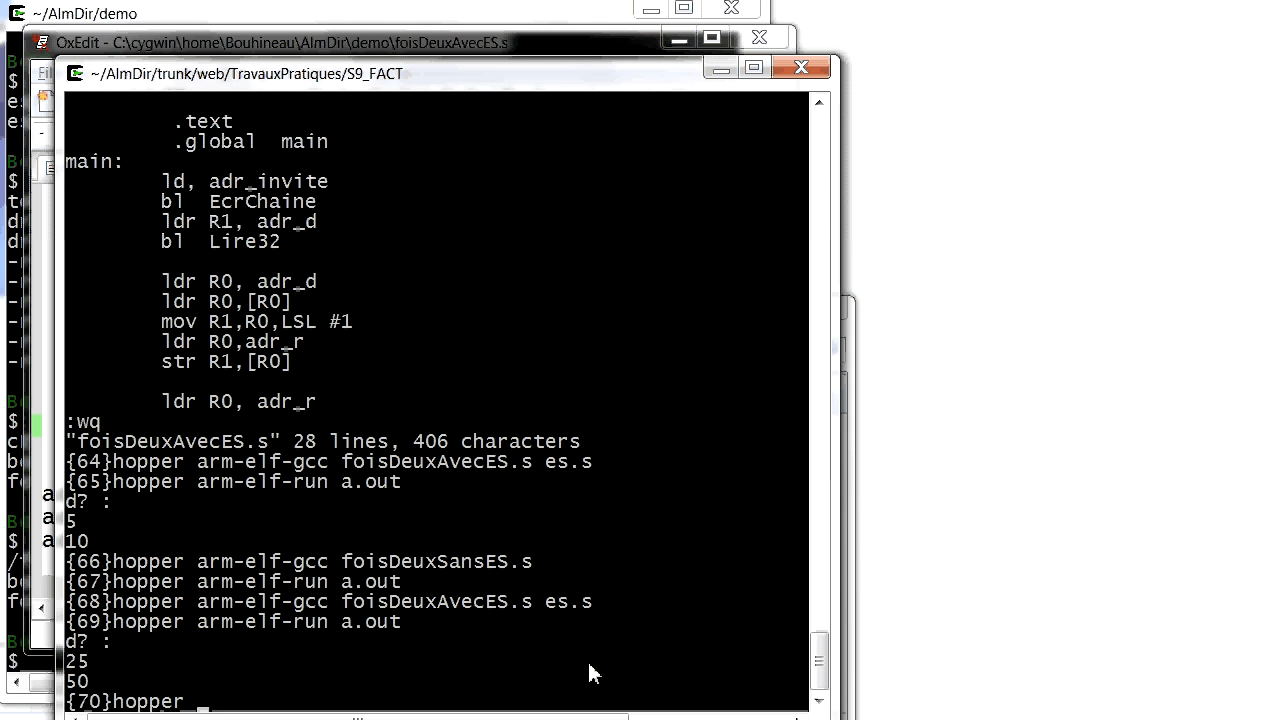 ~/AlmDir/demo
OxEdit - C:\cygwin\home\Bouhineau\AlmDir\demo\foisDeuxAvecES.s
~/AlmDir/trunk/web/TravauxPratiques/S9_FACT
.text
.global main
main:
ld, adr_invite
bl EcrChaine
ldr R1, adr_d
bl Lire32
ldr R0, adr_d
ldr R0,[R0]
mov R1,R0,LSL #1
ldr R0,adr_r
str R1,[R0]
ldr R0, adr_r
:wq
"foisDeuxAvecES.s" 28 lines, 406 characters
{64}hopper arm-elf-gcc foisDeuxAvecES.s es.s
{65}hopper arm-elf-run a.out
d? :
5
10
{66}hopper arm-elf-gcc foisDeuxSansES.s
{67}hopper arm-elf-run a.out
{68}hopper arm-elf-gcc foisDeuxAvecES.s es.s
{69}hopper arm-elf-run a.out
d? :
25
50
{70}hopper